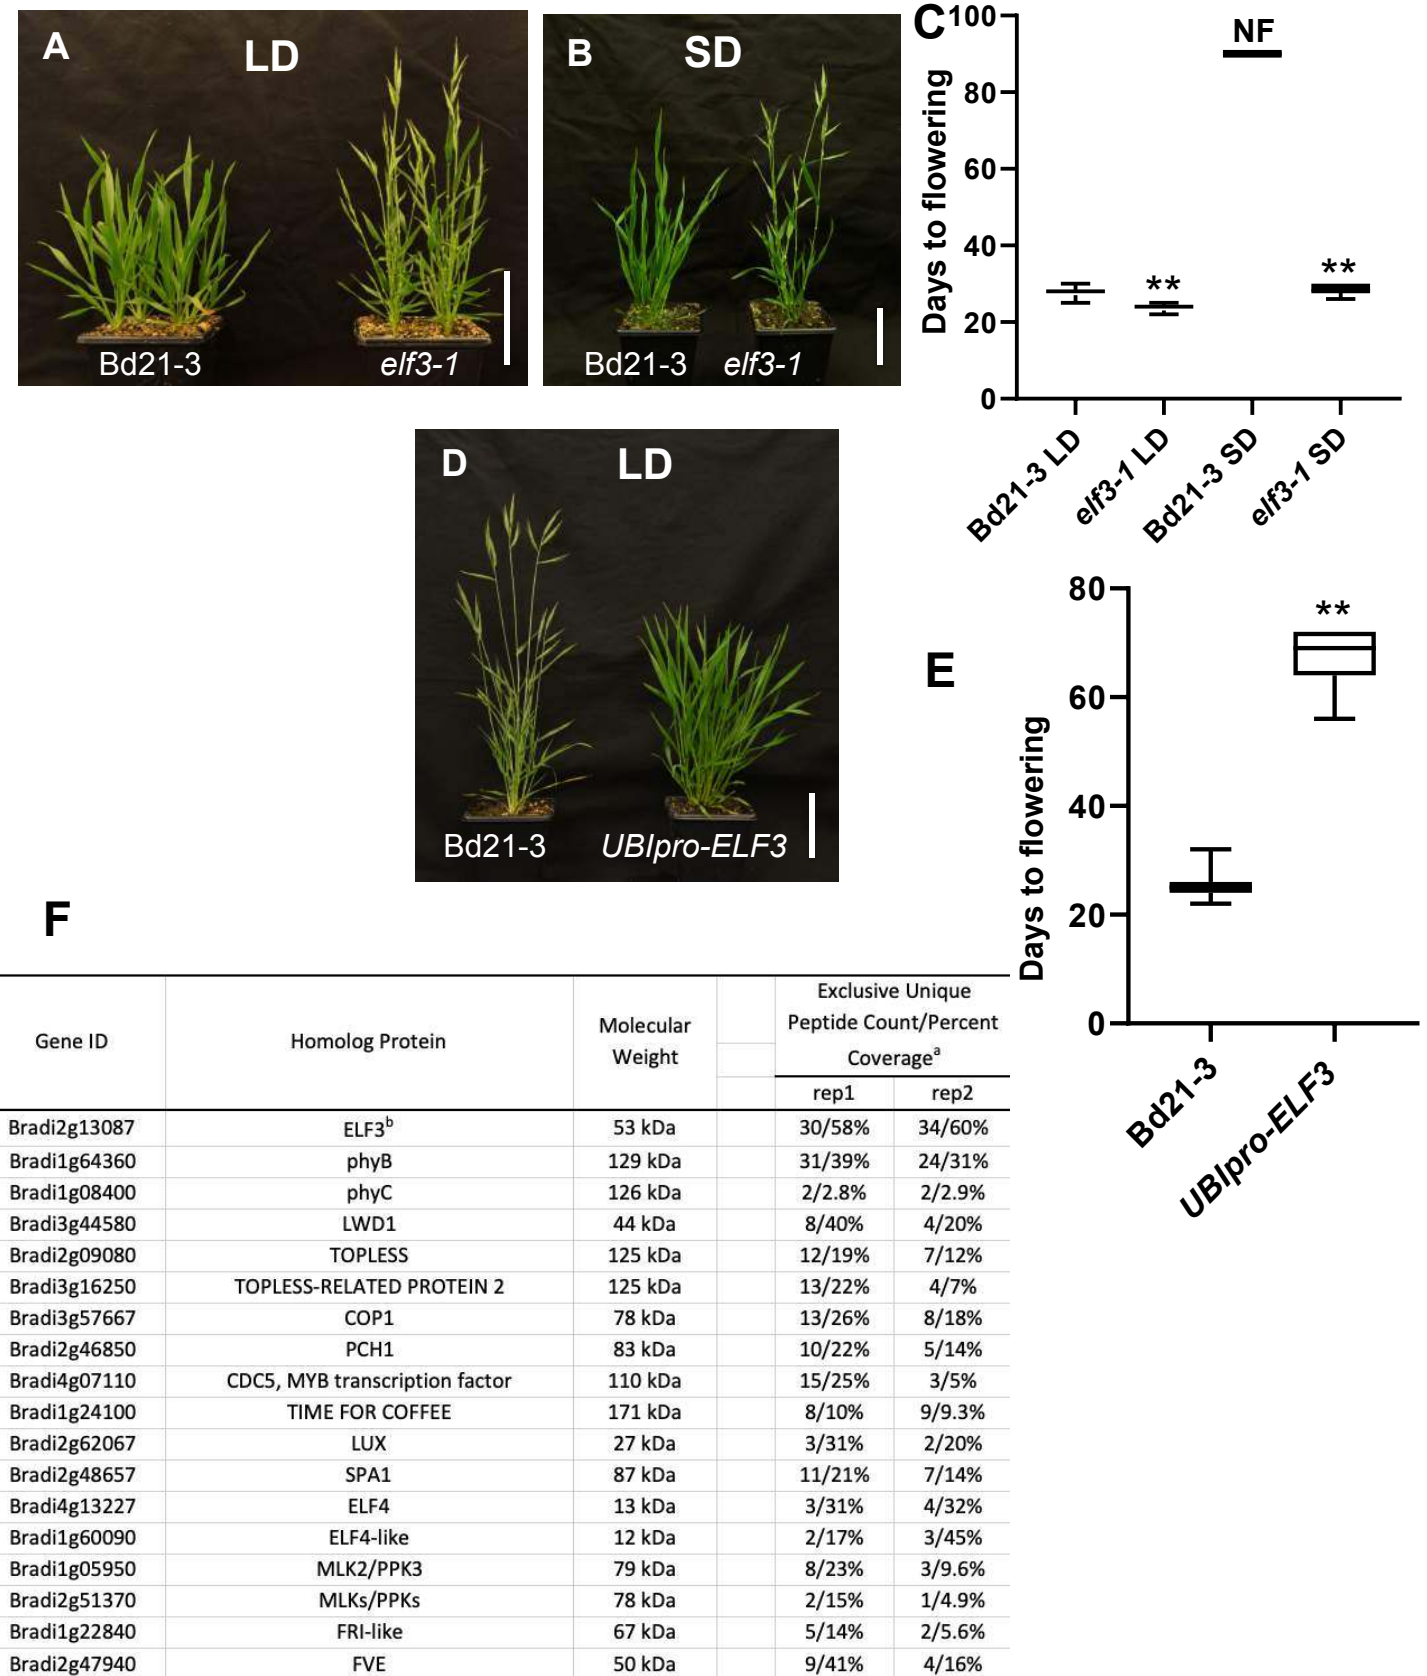 A LD
Bd21-3 elf3-1
B SD
Bd21-3 elf3-1
C
Days to flowering
100
80
60
40
20
0
NF
**
**
Bd21-3 LD
elf3-1 LD
Bd21-3 SD
elf3-1 SD
D LD
Bd21-3 UBIpro-ELF3
E
Days to flowering
80
60
40
20
0
**
Bd21-3
UBIpro-ELF3
F
Gene ID Homolog Protein Molecular Weight Exclusive Unique Peptide Count/Percent Coverageª
rep1 rep2
Bradi2g13087 ELF3ᵇ 53 kDa 30/58% 34/60%
Bradi1g64360 phyB 129 kDa 31/39% 24/31%
Bradi1g08400 phyC 126 kDa 2/2.8% 2/2.9%
Bradi3g44580 LWD1 44 kDa 8/40% 4/20%
Bradi2g09080 TOPLESS 125 kDa 12/19% 7/12%
Bradi3g16250 TOPLESS-RELATED PROTEIN 2 125 kDa 13/22% 4/7%
Bradi3g57667 COP1 78 kDa 13/26% 8/18%
Bradi2g46850 PCH1 83 kDa 10/22% 5/14%
Bradi4g07110 CDC5, MYB transcription factor 110 kDa 15/25% 3/5%
Bradi1g24100 TIME FOR COFFEE 171 kDa 8/10% 9/9.3%
Bradi2g62067 LUX 27 kDa 3/31% 2/20%
Bradi2g48657 SPA1 87 kDa 11/21% 7/14%
Bradi4g13227 ELF4 13 kDa 3/31% 4/32%
Bradi1g60090 ELF4-like 12 kDa 2/17% 3/45%
Bradi1g05950 MLK2/PPK3 79 kDa 8/23% 3/9.6%
Bradi2g51370 MLKs/PPKs 78 kDa 2/15% 1/4.9%
Bradi1g22840 FRI-like 67 kDa 5/14% 2/5.6%
Bradi2g47940 FVE 50 kDa 9/41% 4/16%